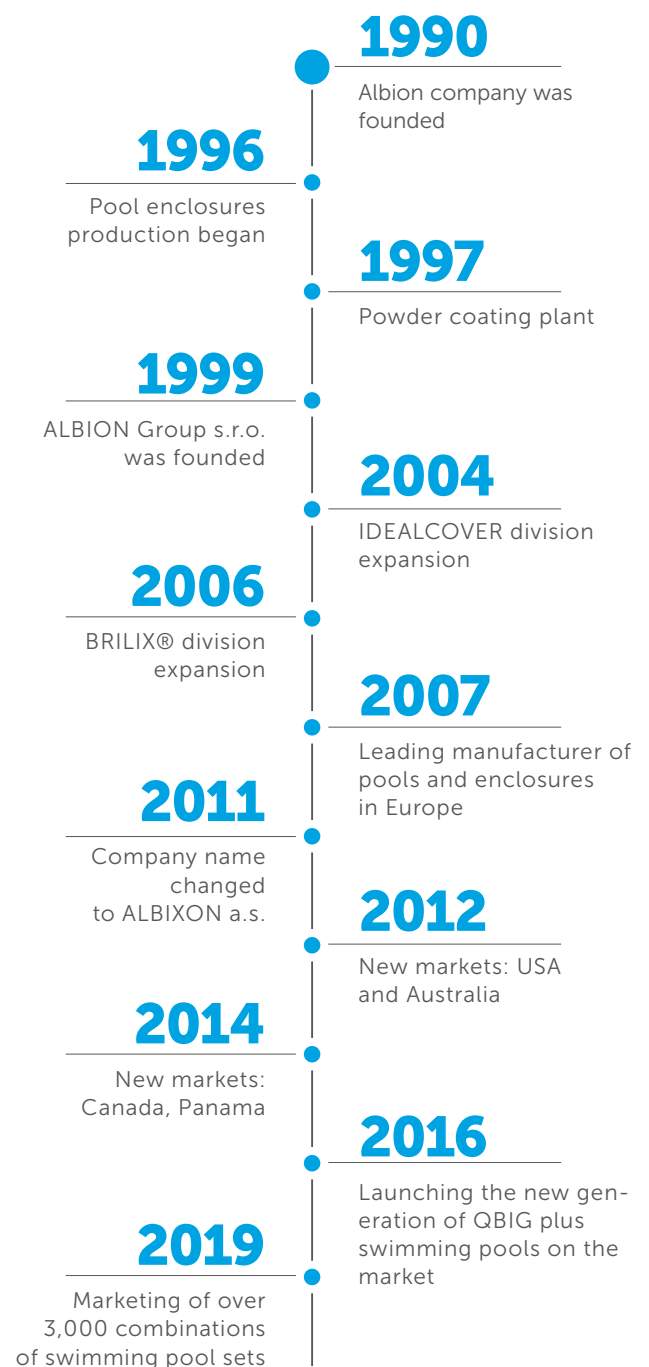 1990
Albion company was
founded
1996
Pool enclosures
production began
1997
Powder coating plant
1999
ALBION Group s.r.o.
was founded
2004
IDEALCOVER division
expansion
2006
BRILIX® division
expansion
2007
Leading manufacturer of
pools and enclosures
in Europe
2011
Company name
changed
to ALBIXON a.s.
2012
New markets: USA
and Australia
2014
New markets:
Canada, Panama
2016
Launching the new gen-
eration of QBIG plus
swimming pools on the
market
2019
Marketing of over
3,000 combinations
of swimming pool sets